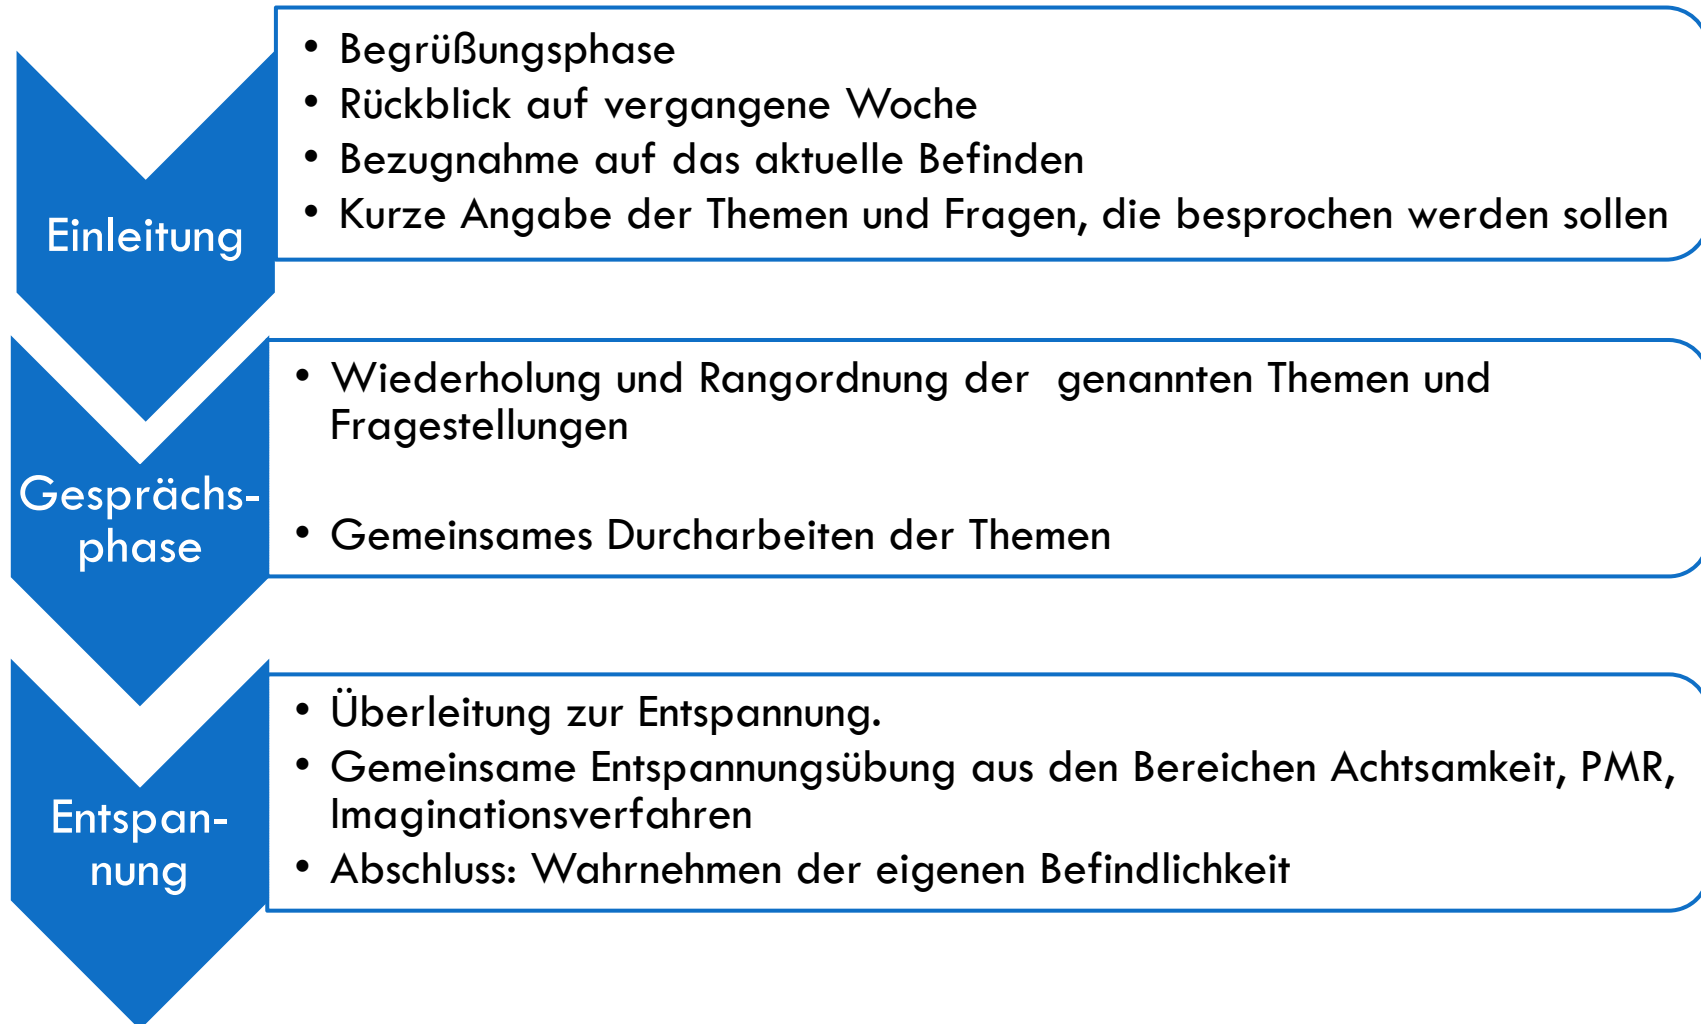 Einleitung
• Begrüßungsphase
• Rückblick auf vergangene Woche
• Bezugnahme auf das aktuelle Befinden
• Kurze Angabe der Themen und Fragen, die besprochen werden sollen
Gesprächs-
phase
• Wiederholung und Rangordnung der  genannten Themen und
Fragestellungen
• Gemeinsames Durcharbeiten der Themen
Entspan-
nung
• Überleitung zur Entspannung.
• Gemeinsame Entspannungsübung aus den Bereichen Achtsamkeit, PMR,
Imaginationsverfahren
• Abschluss: Wahrnehmen der eigenen Befindlichkeit